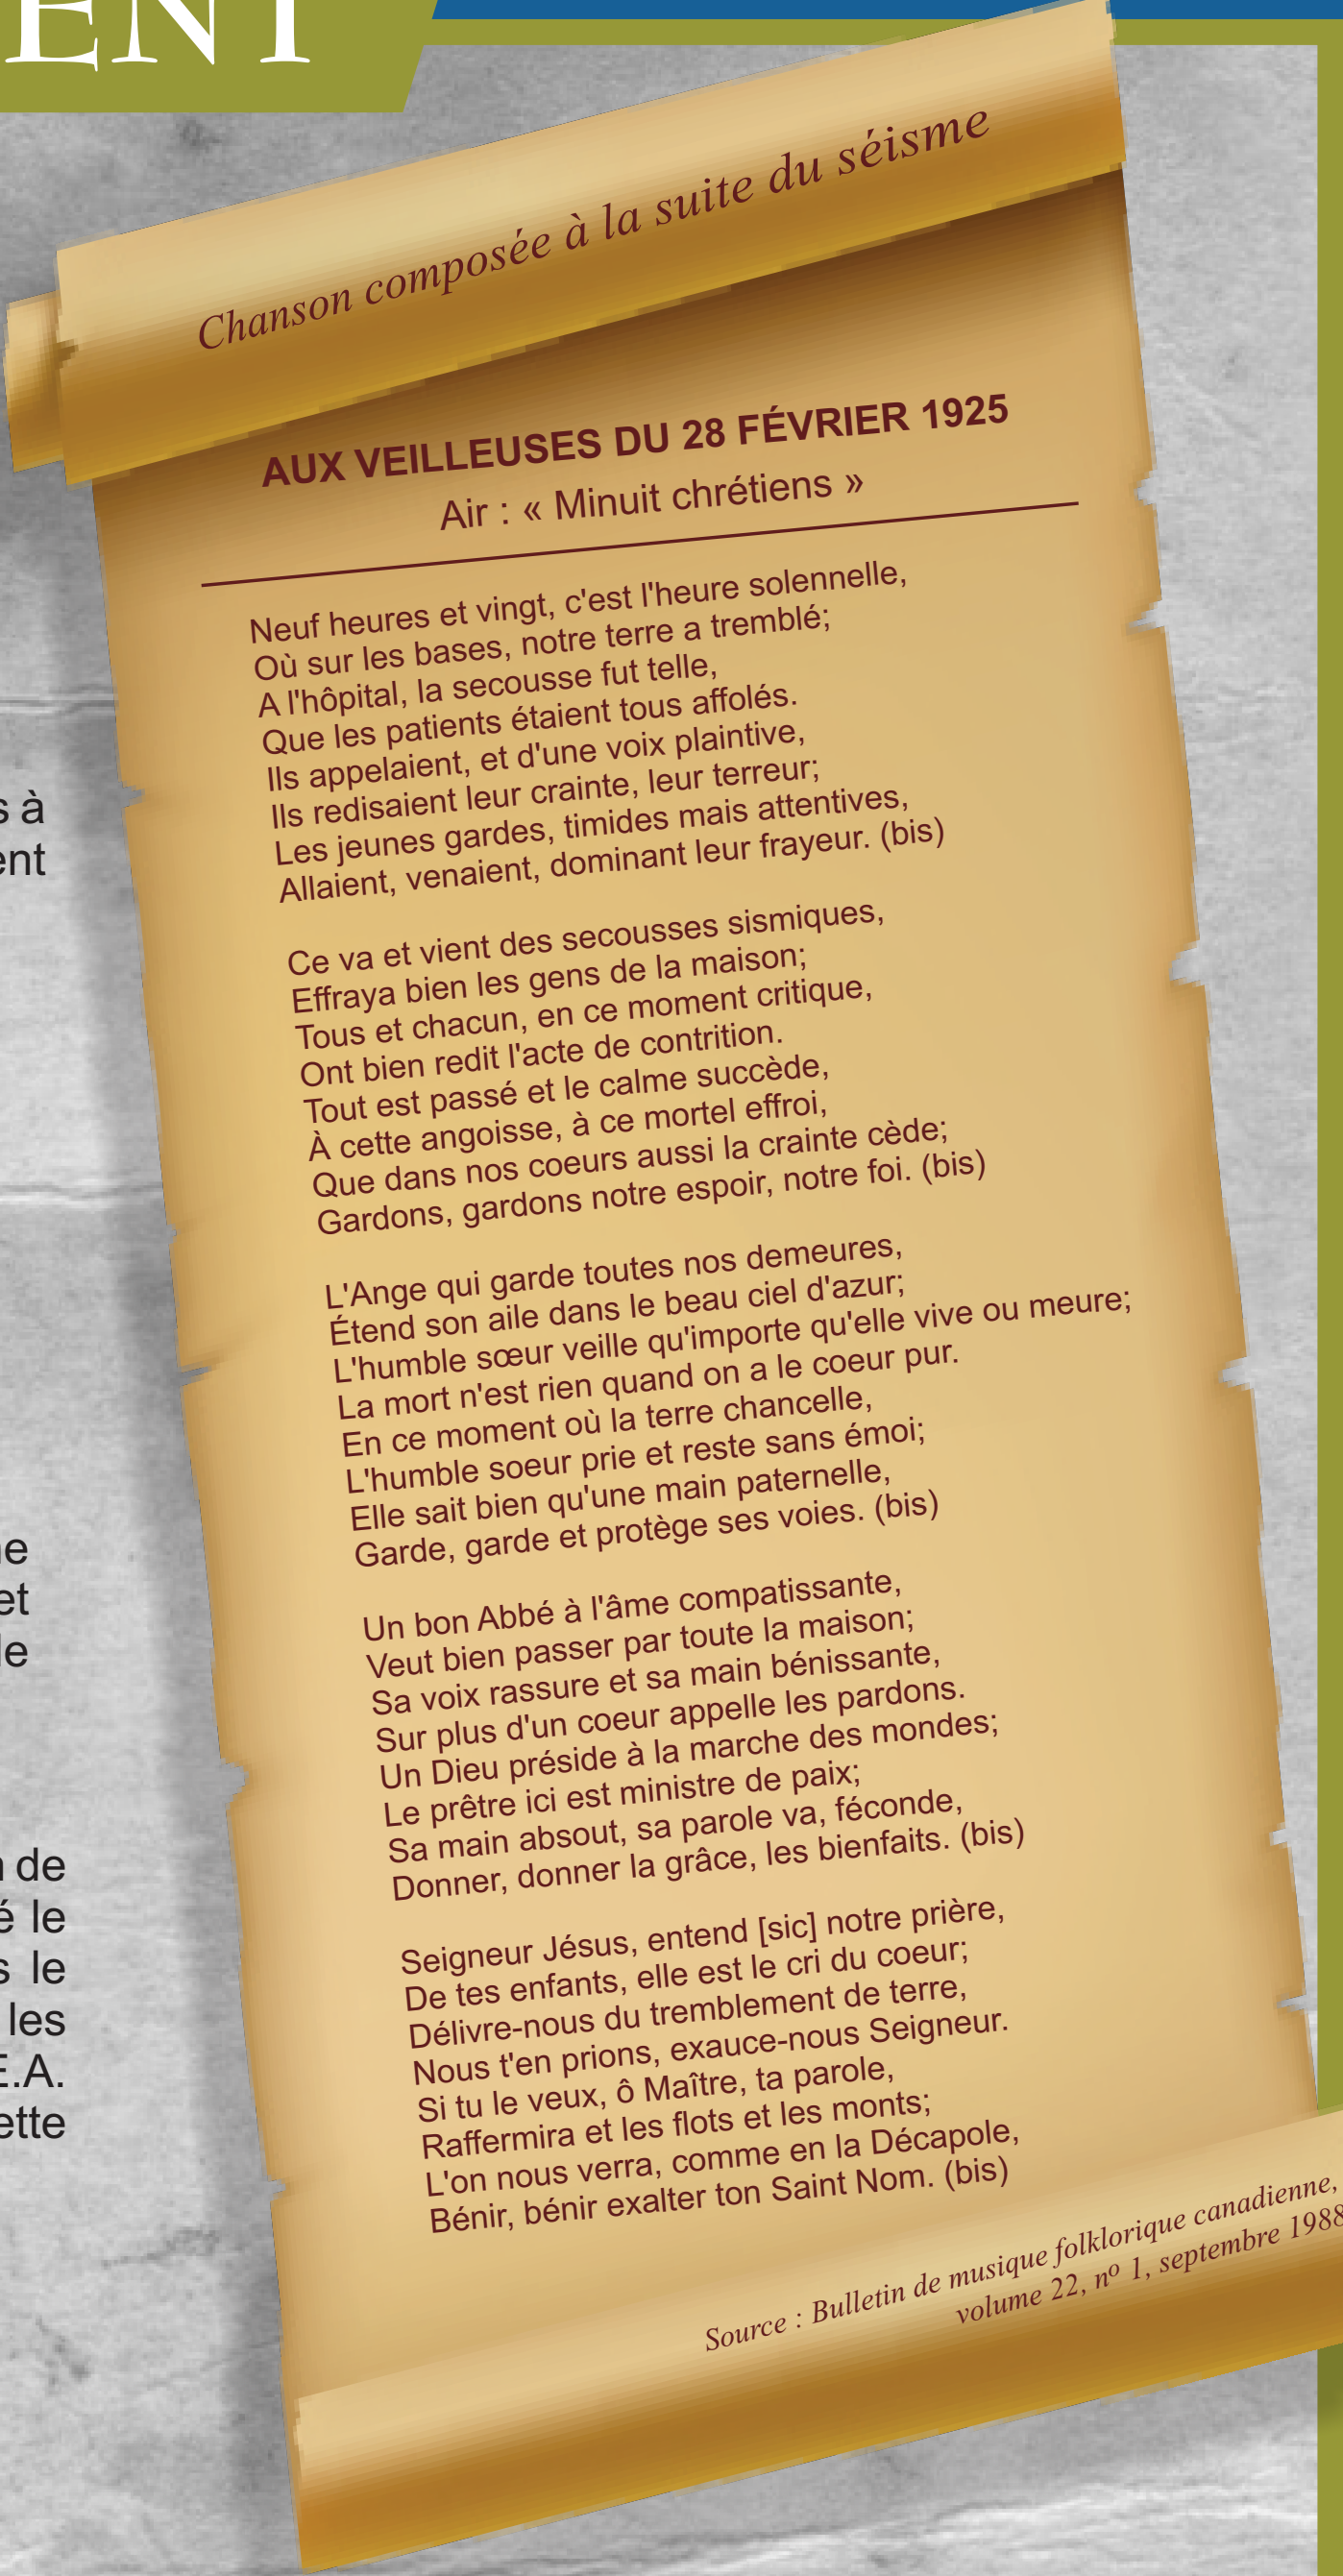 ENT
Chanson composée à la suite du séisme
AUX VEILLEUSES DU 28 FÉVRIER 1925
Air : « Minuit chrétiens »
Neuf heures et vingt, c'est l'heure solennelle,
Où sur les bases, notre terre a tremblé;
A l'hôpital, la secousse fut telle,
Que les patients étaient tous affolés.
Ils appelaient, et d'une voix plaintive,
Ils redisaient leur crainte, leur terreur;
Les jeunes gardes, timides mais attentives,
Allaient, venaient, dominant leur frayeur. (bis)
Ce va et vient des secousses sismiques,
Effraya bien les gens de la maison;
Tous et chacun, en ce moment critique,
Ont bien redit l'acte de contrition.
Tout est passé et le calme succède,
À cette angoisse, à ce mortel effroi,
Que dans nos coeurs aussi la crainte cède;
Gardons, gardons notre espoir, notre foi. (bis)
L'Ange qui garde toutes nos demeures,
Étend son aile dans le beau ciel d'azur;
L'humble sœur veille qu'importe qu'elle vive ou meure;
La mort n'est rien quand on a le coeur pur.
En ce moment où la terre chancelle,
L'humble soeur prie et reste sans émoi;
Elle sait bien qu'une main paternelle,
Garde, garde et protège ses voies. (bis)
Un bon Abbé à l'âme compatissante,
Veut bien passer par toute la maison;
Sa voix rassure et sa main bénissante,
Sur plus d'un coeur appelle les pardons.
Un Dieu préside à la marche des mondes;
Le prêtre ici est ministre de paix;
Sa main absout, sa parole va, féconde,
Donner, donner la grâce, les bienfaits. (bis)
Seigneur Jésus, entend [sic] notre prière,
De tes enfants, elle est le cri du coeur;
Délivre-nous du tremblement de terre,
Nous t'en prions, exauce-nous Seigneur.
Si tu le veux, ô Maître, ta parole,
Raffermira et les flots et les monts;
L'on nous verra, comme en la Décapole,
Bénir, bénir exalter ton Saint Nom. (bis)
Source : Bulletin de musique folklorique canadienne,
volume 22, nº 1, septembre 1988
s à
ent
ne
et
le
de
é le
s le
les
E.A.
ette